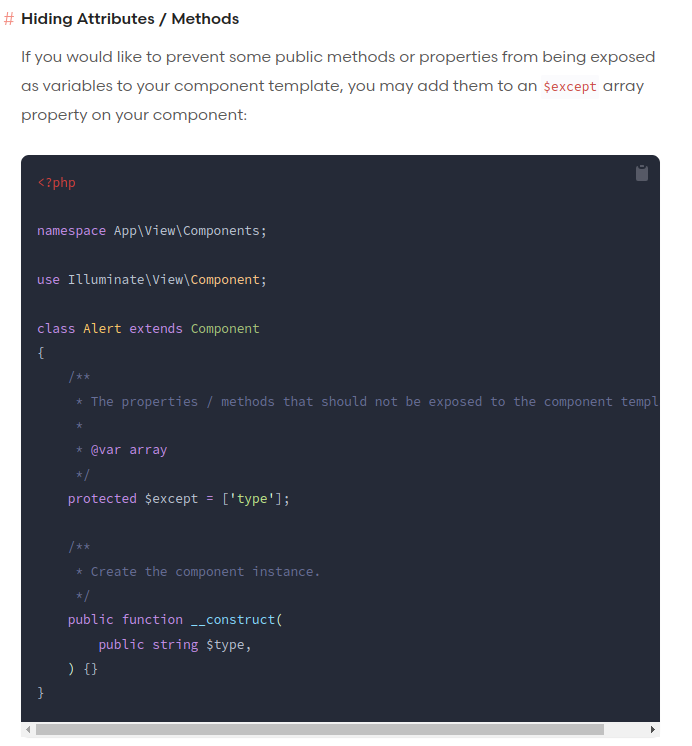 # Hiding Attributes / Methods
If you would like to prevent some public methods or properties from being exposed
as variables to your component template, you may add them to an $except array
property on your component:
<?php
namespace App\View\Components;
use Illuminate\View\Component;
class Alert extends Component
{
    /**
     * The properties / methods that should not be exposed to the component templ
     *
     * @var array
     */
    protected $except = ['type'];
    /**
     * Create the component instance.
     */
    public function __construct(
        public string $type,
    ) {}
}